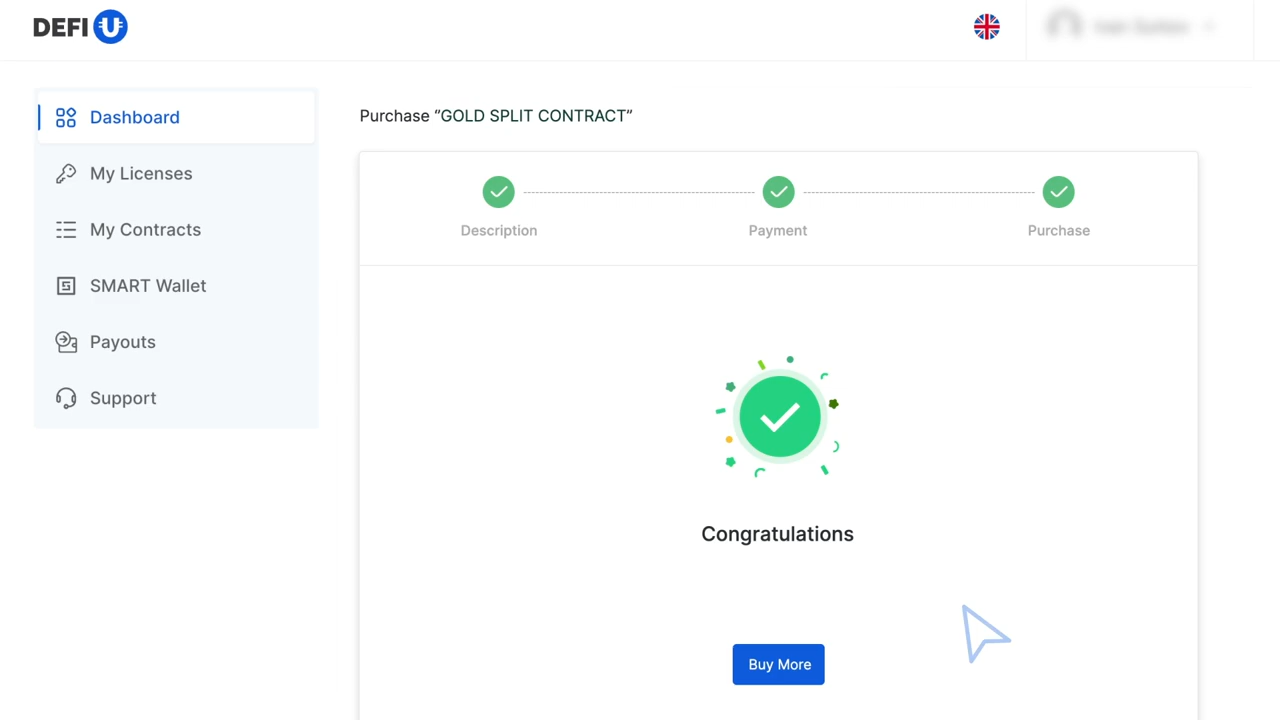 DEFI U
Dashboard
My Licenses
My Contracts
SMART Wallet
Payouts
Support
Purchase “GOLD SPLIT CONTRACT”
Description
Payment
Purchase
Congratulations
Buy More